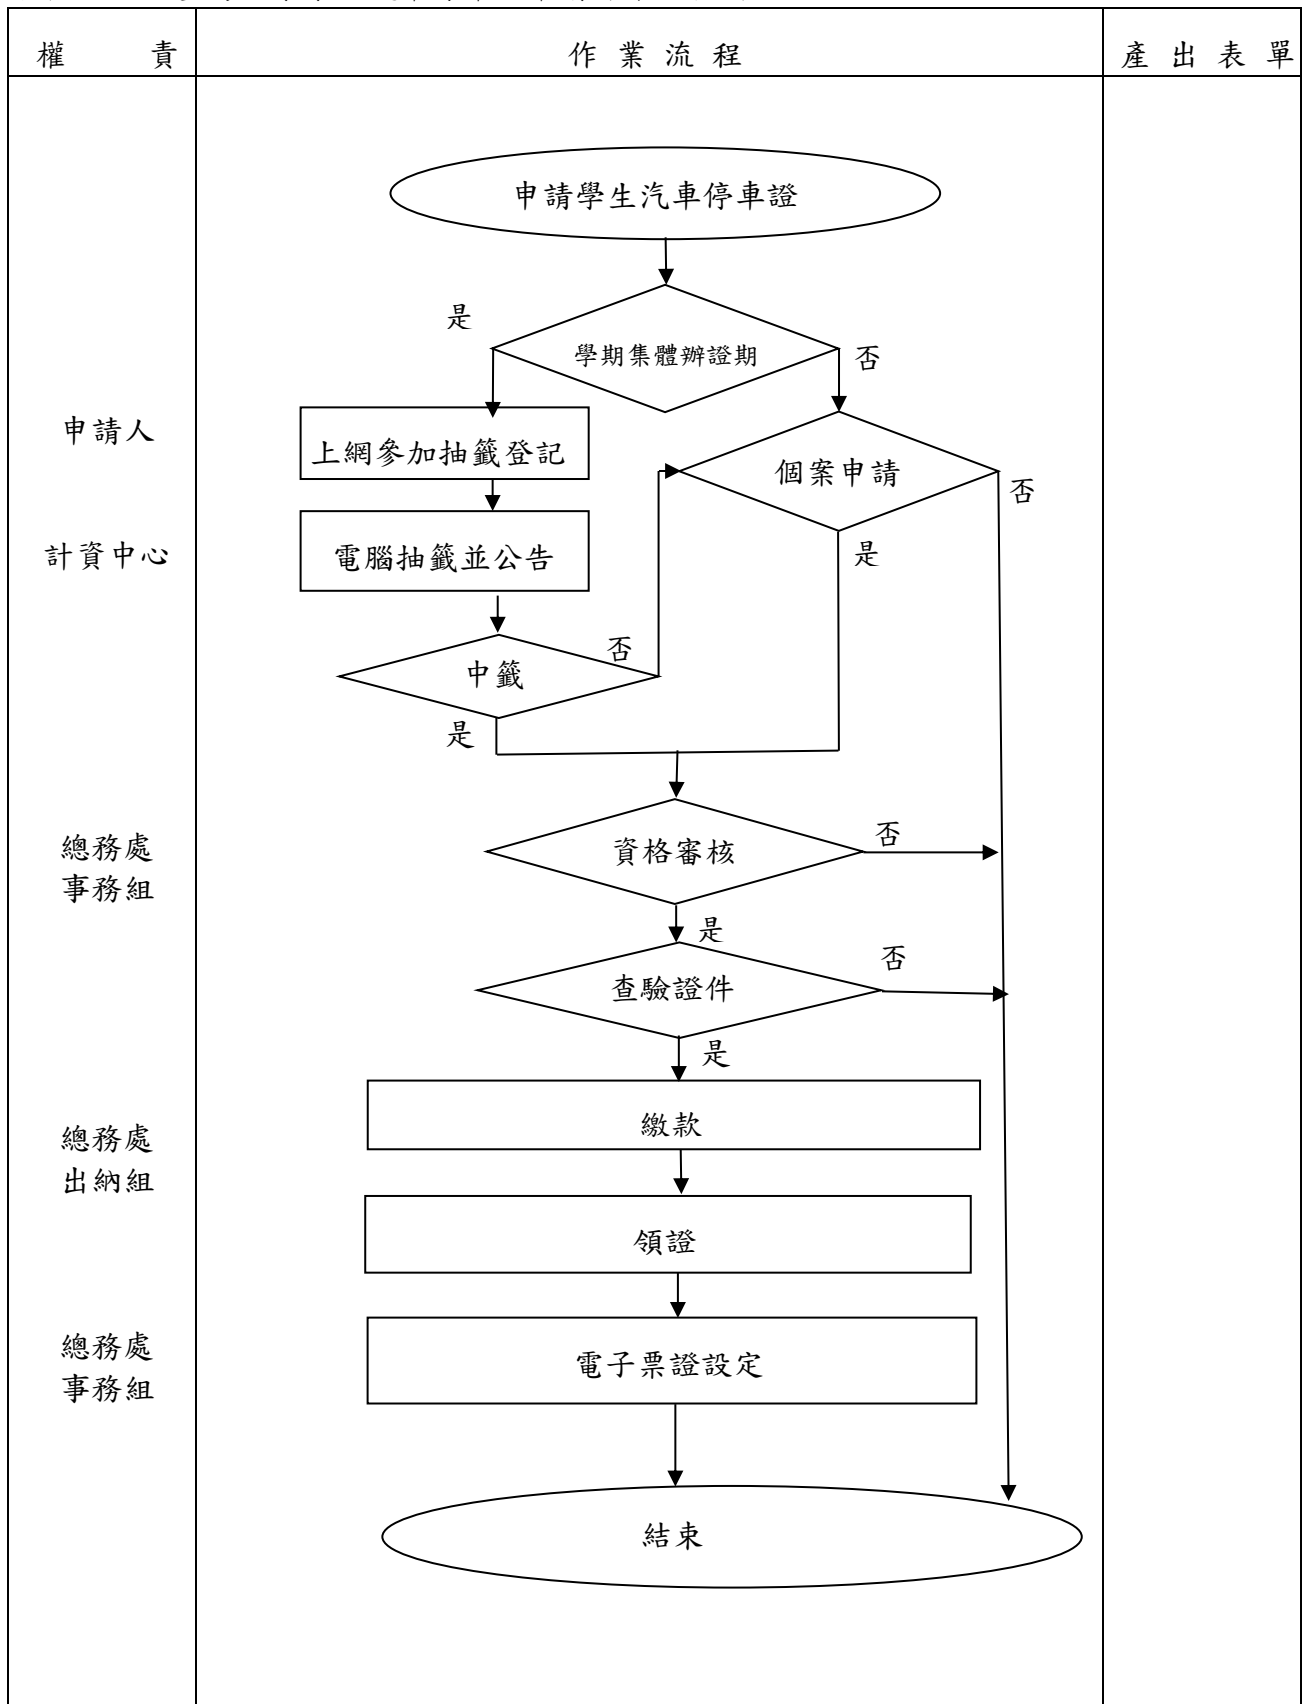 權 責
作 業 流 程
產 出 表 單
申請學生汽車停車證
是
學期集體辦證期
否
申請人
上網參加抽籤登記
個案申請
否
計資中心
電腦抽籤並公告
是
否
中籤
是
總務處
事務組
資格審核
否
是
查驗證件
否
是
繳款
總務處
出納組
領證
總務處
事務組
電子票證設定
結束